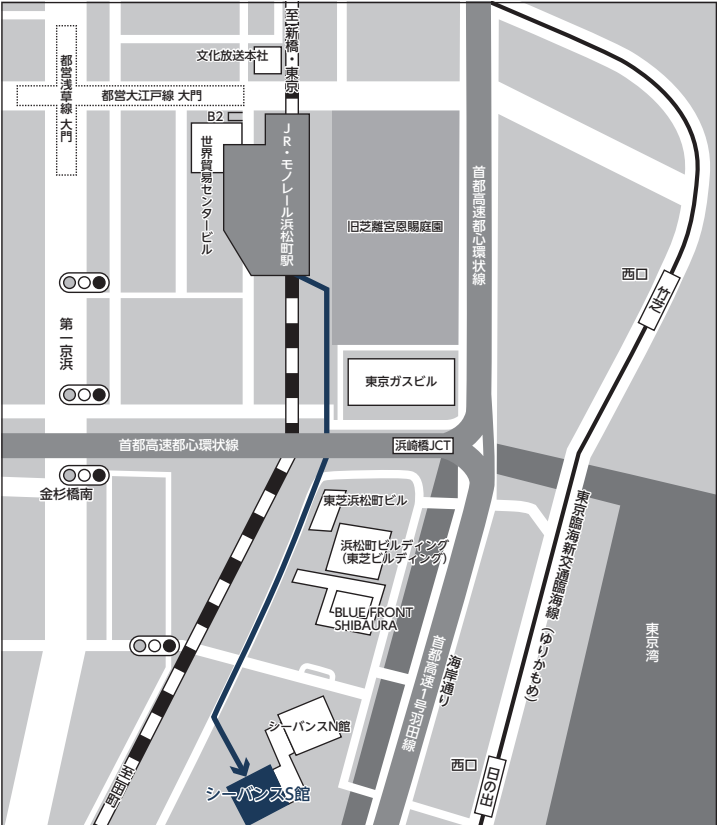 至新橋・東京
文化放送本社
都営浅草線 大門
都営大江戸線 大門
B2
世界貿易センタービル
JR・モノレール浜松町駅
旧芝離宮恩賜庭園
首都高速都心環状線
西口
竹芝
第一京浜
東京ガスビル
首都高速都心環状線
浜崎橋JCT
金杉橋南
東芝浜松町ビル
浜松町ビルディング
(東芝ビルディング)
BLUE FRONT
SHIBAURA
東京臨海新交通臨海線(ゆりかもめ)
東京湾
海岸通り
首都高速1号羽田線
シーバンスN館
西口
日の出
至田町
シーバンスS館